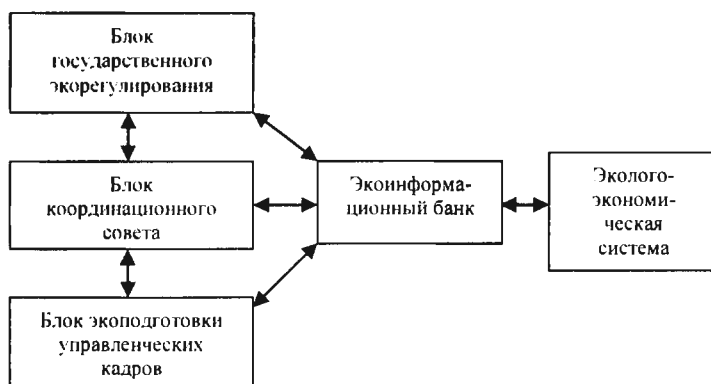 Блок
государственного
экорегулирования
Блок
координационного
совета
Блок экоподготовки
управленческих
кадров
Экоинформа-
ционный банк
Эколого-
экономи-
ческая
система